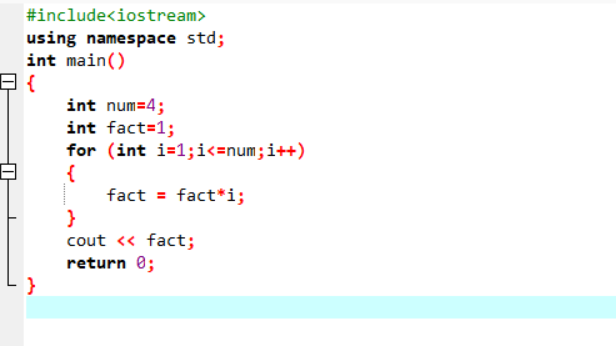 #include<iostream>
using namespace std;
int main()
{
    int num=4;
    int fact=1;
    for (int i=1;i<=num;i++)
    {
        fact = fact*i;
    }
    cout << fact;
    return 0;
}